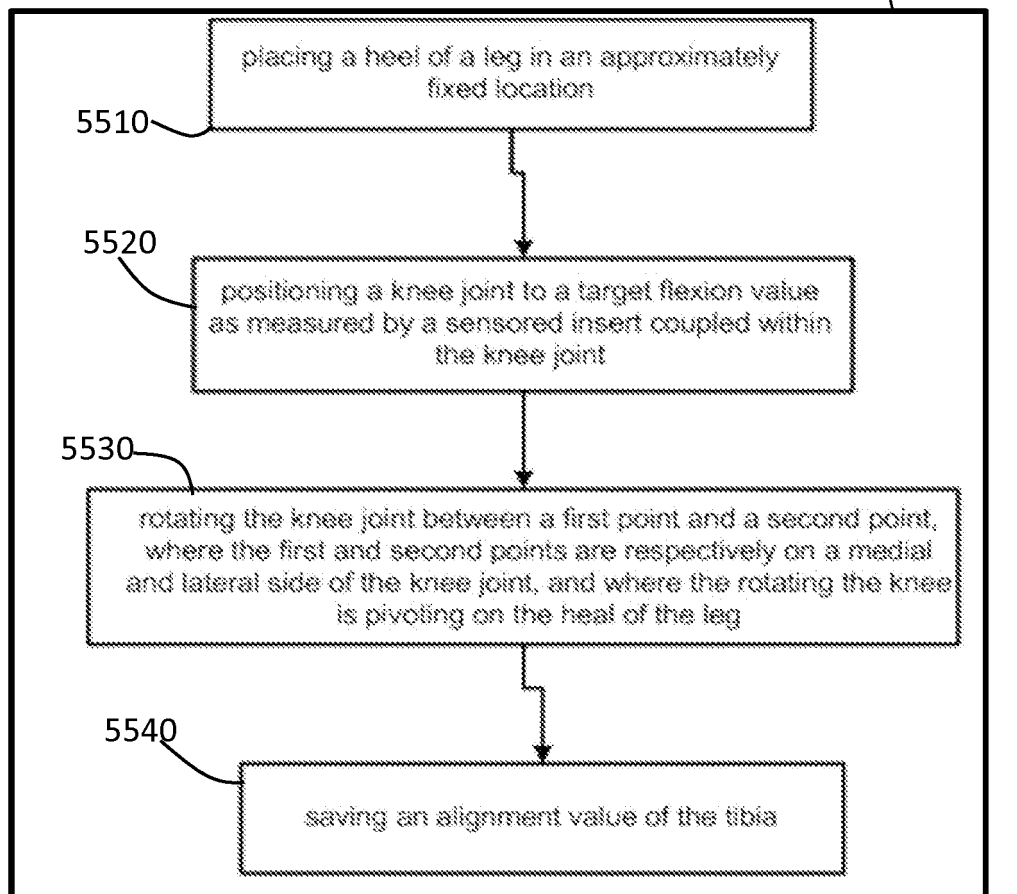 placing a heel of a leg in an approximately
fixed location
5510
5520
positioning a knee joint to a target flexion value
as measured by a sensored insert coupled within
the knee joint
5530
rotating the knee joint between a first point and a second point,
where the first and second points are respectively on a medial
and lateral side of the knee joint, and where the rotating the knee
is pivoting on the heal of the leg
5540
saving an alignment value of the tibia